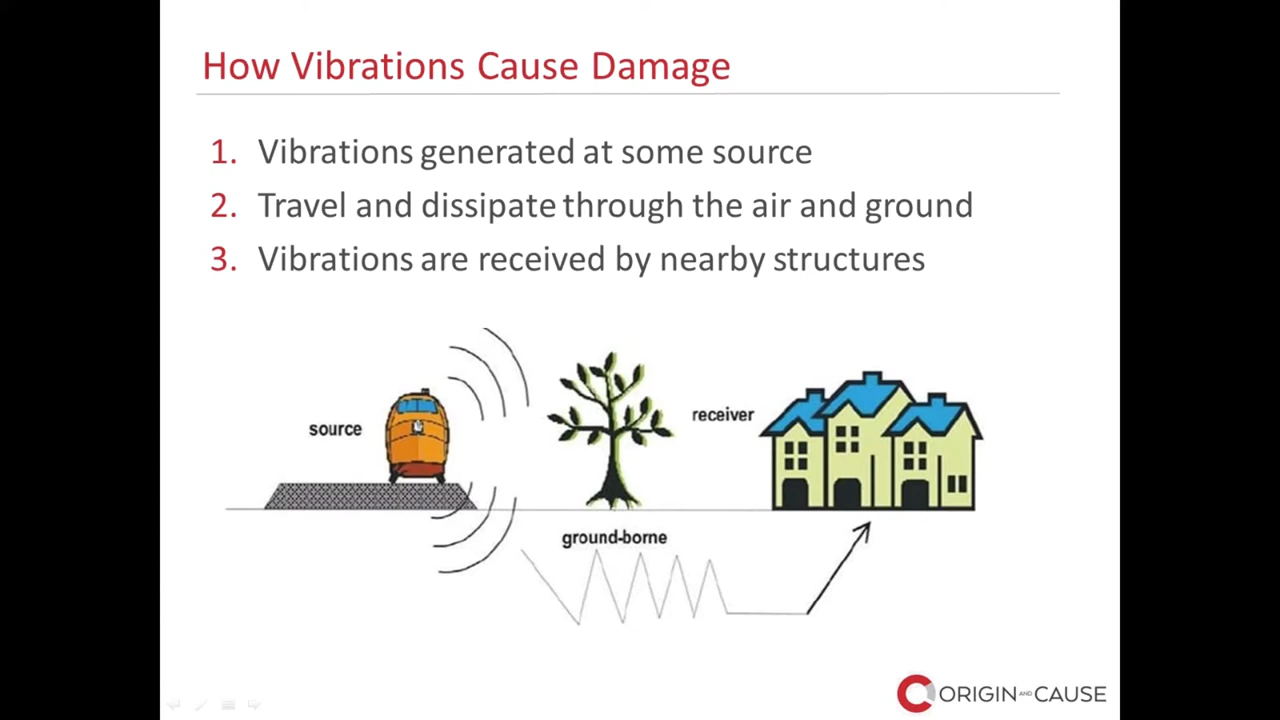 How Vibrations Cause Damage
1. Vibrations generated at some source
2. Travel and dissipate through the air and ground
3. Vibrations are received by nearby structures
source
receiver
ground-borne
ORIGIN AND CAUSE